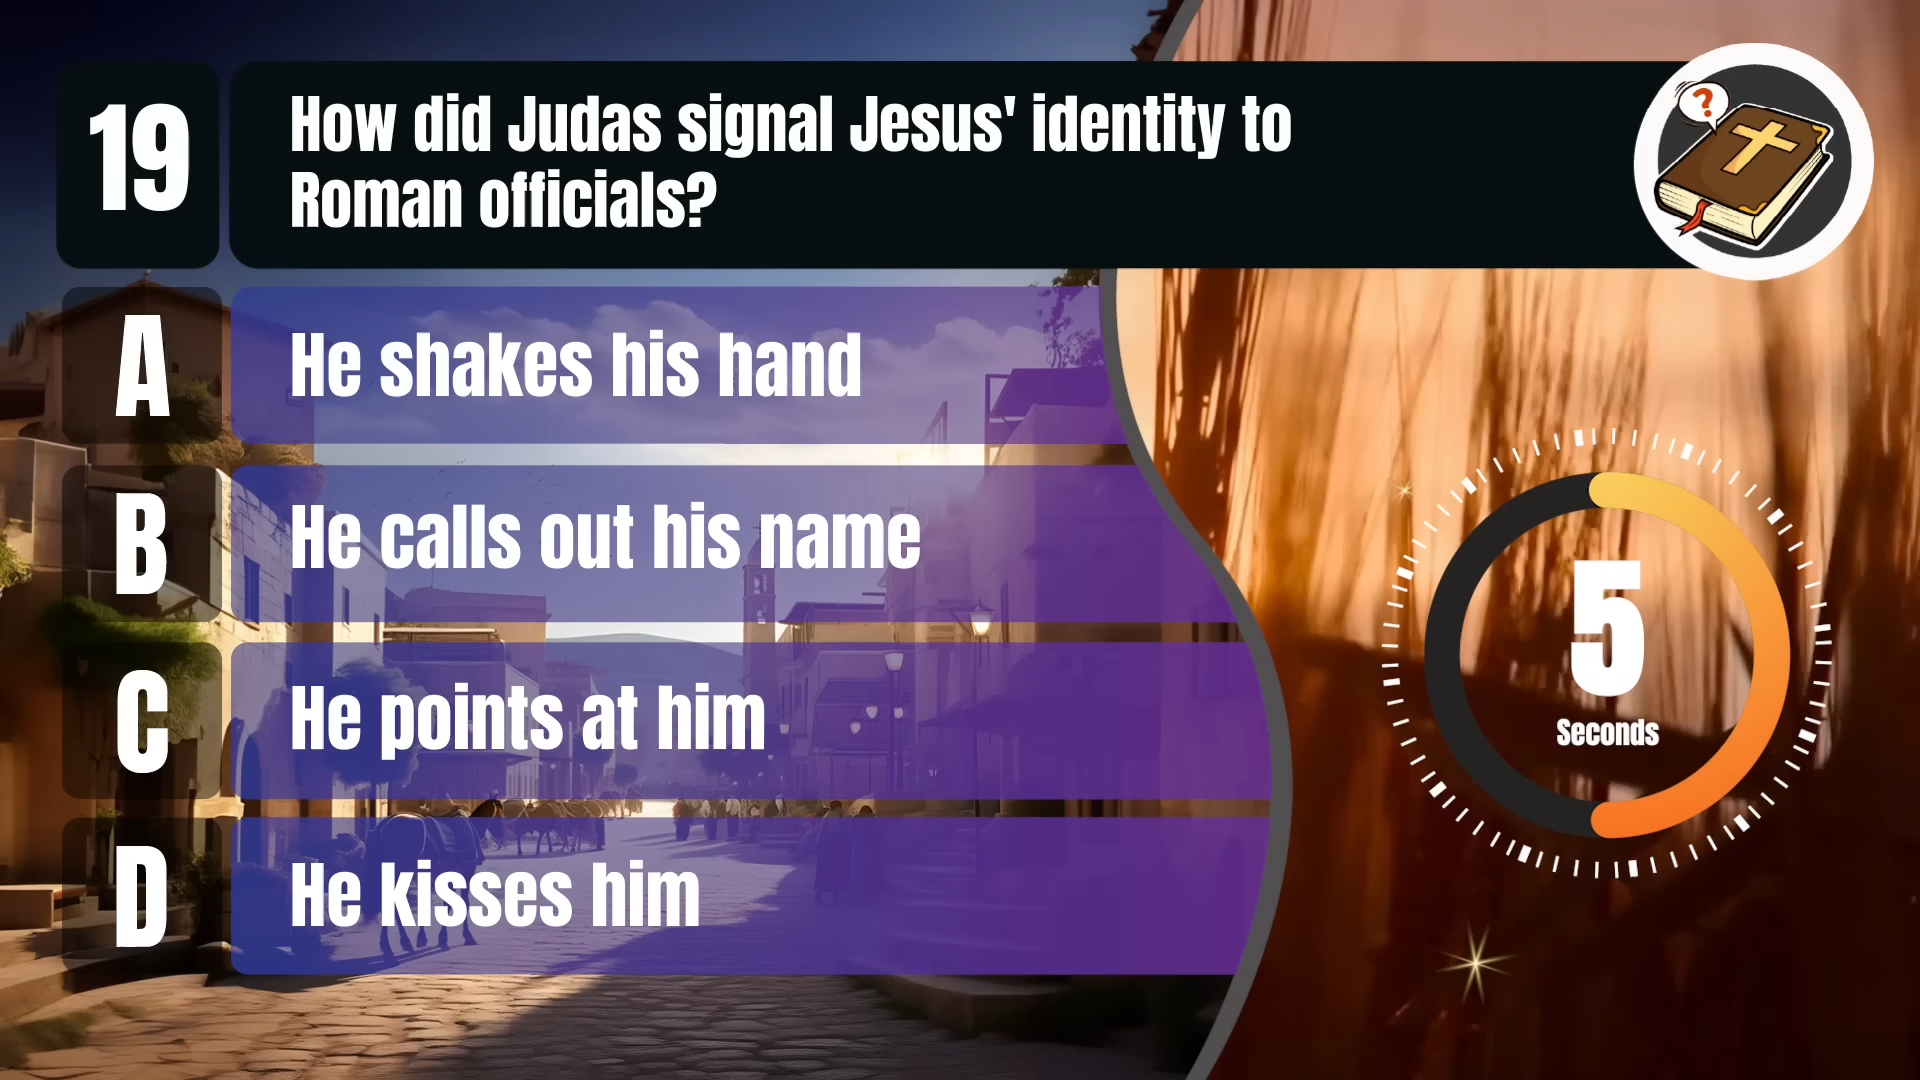 19
How did Judas signal Jesus' identity to
Roman officials?
?
A
He shakes his hand
B
He calls out his name
C
He points at him
D
He kisses him
5
Seconds